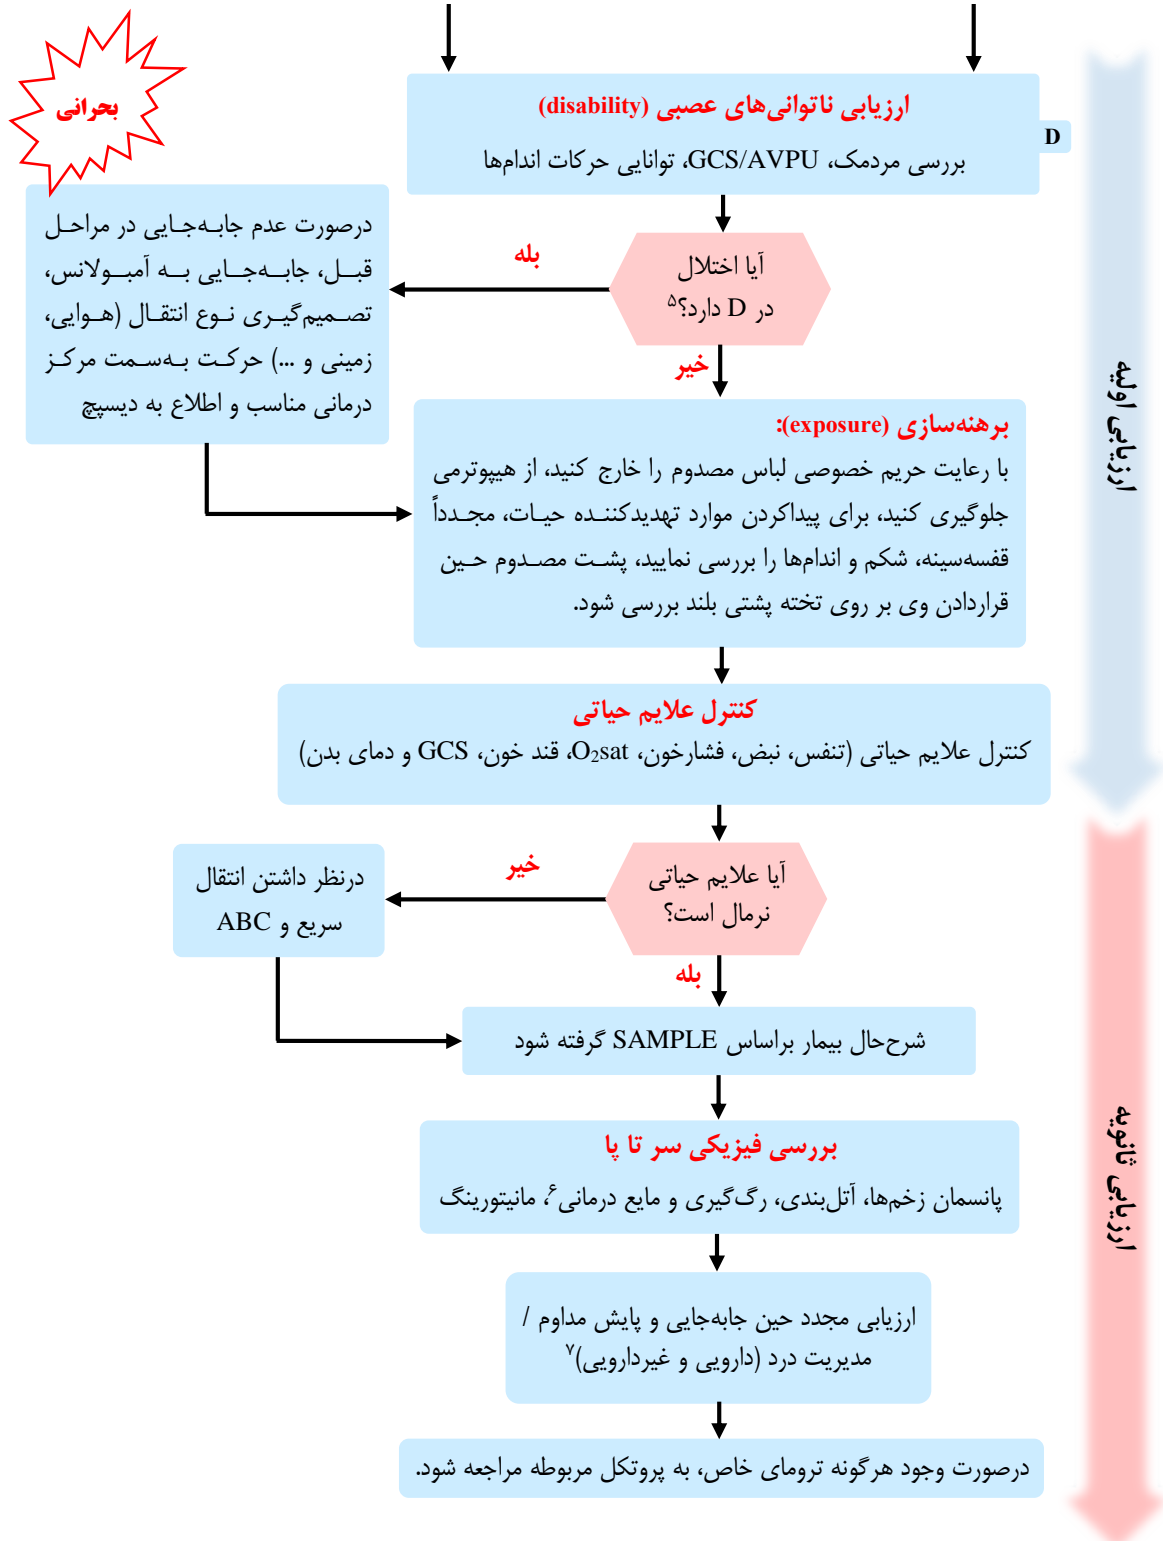 بحرانی
ارزیابی ناتوانی‌های عصبی (disability)
D
بررسی مردمک، GCS/AVPU، توانایی حرکات اندام‌ها
آیا اختلال
در D دارد؟⁵
بله
درصورت عدم جابه‌جایی در مراحل
قبل، جابه‌جایی به آمبولانس،
تصمیم‌گیری نوع انتقال (هوایی،
زمینی و ...) حرکت به‌سمت مرکز
درمانی مناسب و اطلاع به دیسپچ
خیر
برهنه‌سازی (exposure):
با رعایت حریم خصوصی لباس مصدوم را خارج کنید، از هیپوترمی
جلوگیری کنید، برای پیداکردن موارد تهدیدکننده حیات، مجدداً
قفسه‌سینه، شکم و اندام‌ها را بررسی نمایید، پشت مصدوم حین
قراردادن وی بر روی تخته پشتی بلند بررسی شود.
ارزیابی اولیه
کنترل علایم حیاتی
کنترل علایم حیاتی (تنفس، نبض، فشارخون، O₂sat، قند خون، GCS و دمای بدن)
آیا علایم حیاتی
نرمال است؟
خیر
درنظر داشتن انتقال
سریع و ABC
بله
شرح‌حال بیمار براساس SAMPLE گرفته شود
بررسی فیزیکی سر تا پا
پانسمان زخم‌ها، آتل‌بندی، رگ‌گیری و مایع درمانی⁶، مانیتورینگ
ارزیابی ثانویه
ارزیابی مجدد حین جابه‌جایی و پایش مداوم /
مدیریت درد (دارویی و غیردارویی)⁷
درصورت وجود هرگونه ترومای خاص، به پروتکل مربوطه مراجعه شود.